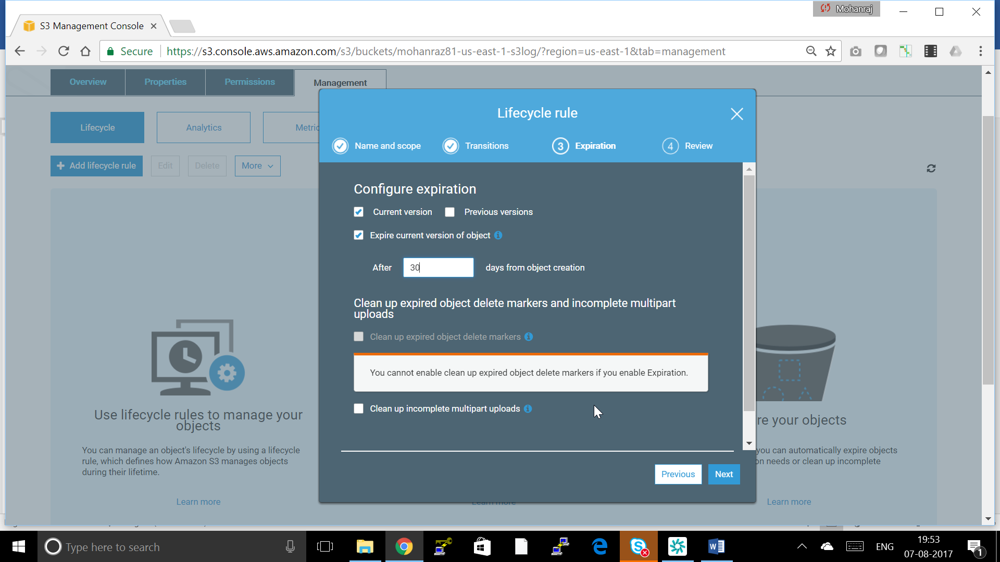 Mohanraj
S3 Management Console
Secure
https://s3.console.aws.amazon.com/s3/buckets/mohanraz81-us-east-1-s3log/?region=us-east-1&tab=management
Overview
Properties
Permissions
Management
Lifecycle
Analytics
Metric
Add lifecycle rule
Edit
Delete
More
Lifecycle rule
Name and scope
Transitions
3 Expiration
4 Review
Configure expiration
Current version
Previous versions
Expire current version of object
After 30 days from object creation
Clean up expired object delete markers and incomplete multipart
uploads
Clean up expired object delete markers
You cannot enable clean up expired object delete markers if you enable Expiration.
Clean up incomplete multipart uploads
Previous
Next
Use lifecycle rules to manage your
objects
You can manage an object's lifecycle by using a lifecycle
rule, which defines how Amazon S3 manages objects
during their lifetime.
Learn more
Learn more
re your objects
you can automatically expire objects
on needs or clean up incomplete
Learn more
Type here to search
ENG
19:53
07-08-2017
1